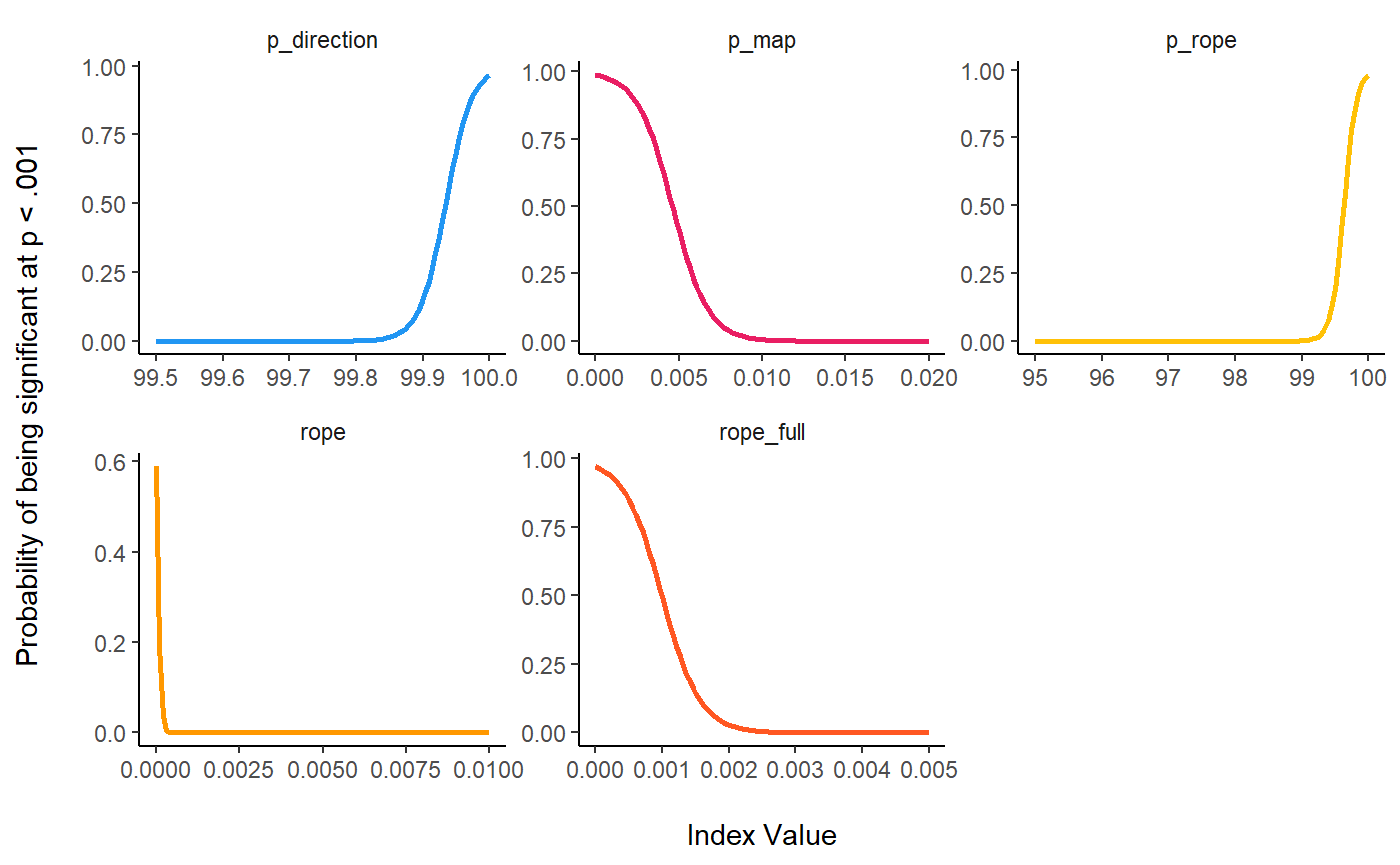 p_direction
p_map
p_rope
1.00
0.75
0.50
0.25
0.00
99.5 99.6 99.7 99.8 99.9 100.0
1.00
0.75
0.50
0.25
0.00
0.000 0.005 0.010 0.015 0.020
1.00
0.75
0.50
0.25
0.00
95 96 97 98 99 100
Probability of being significant at p < .001
rope
rope_full
0.6
0.4
0.2
0.0
0.0000 0.0025 0.0050 0.0075 0.0100
1.00
0.75
0.50
0.25
0.00
0.000 0.001 0.002 0.003 0.004 0.005
Index Value